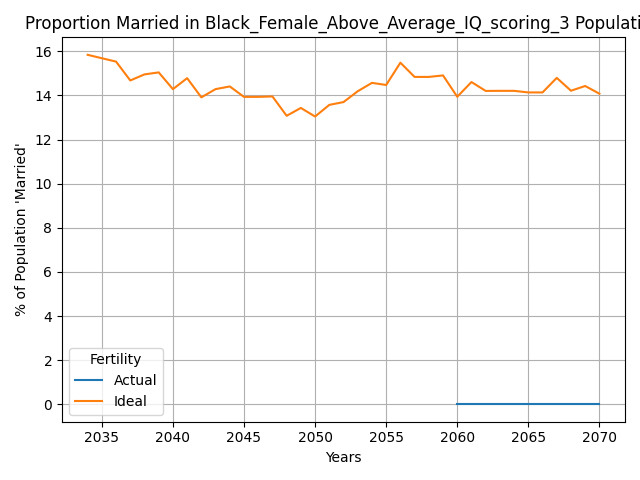 Proportion Married in Black_Female_Above_Average_IQ_scoring_3 Populati
16
14
12
10
8
6
4
2
0
% of Population 'Married'
Fertility
Actual
Ideal
2035 2040 2045 2050 2055 2060 2065 2070
Years